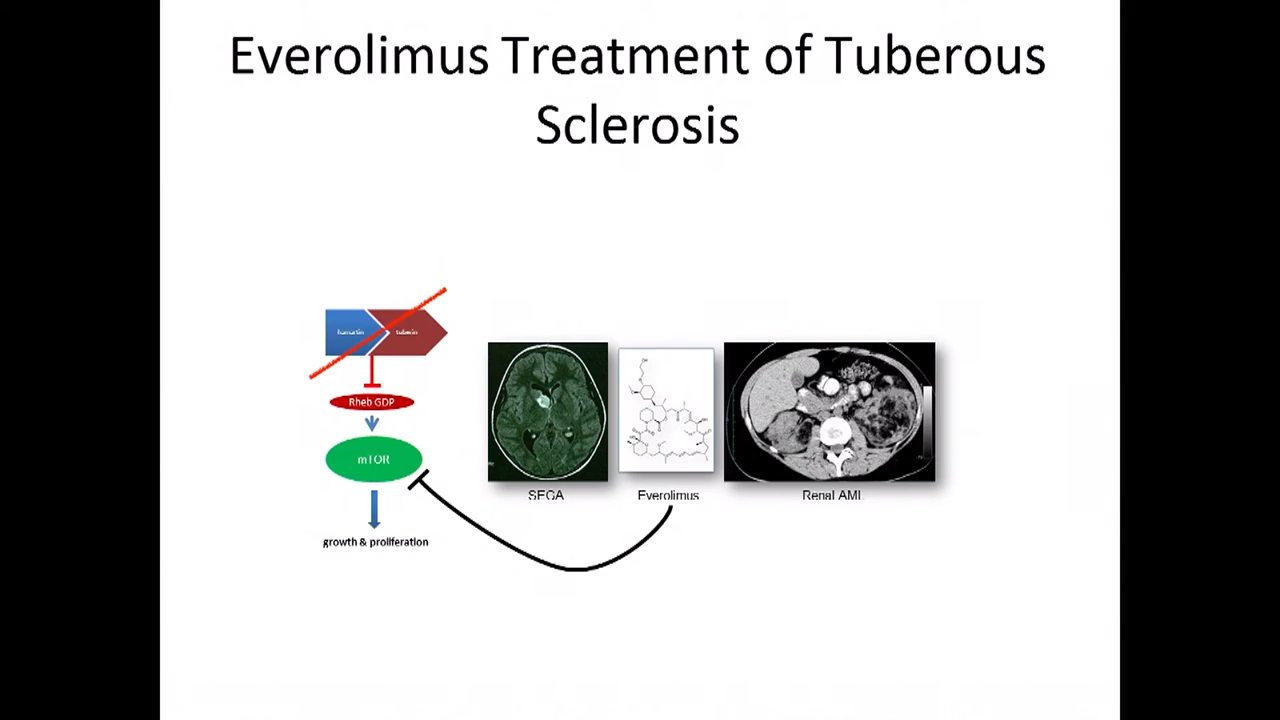 Everolimus Treatment of Tuberous
Sclerosis
hamartin
tuberin
Rheb GDP
mTOR
growth & proliferation
SEGA
Everolimus
Renal AML